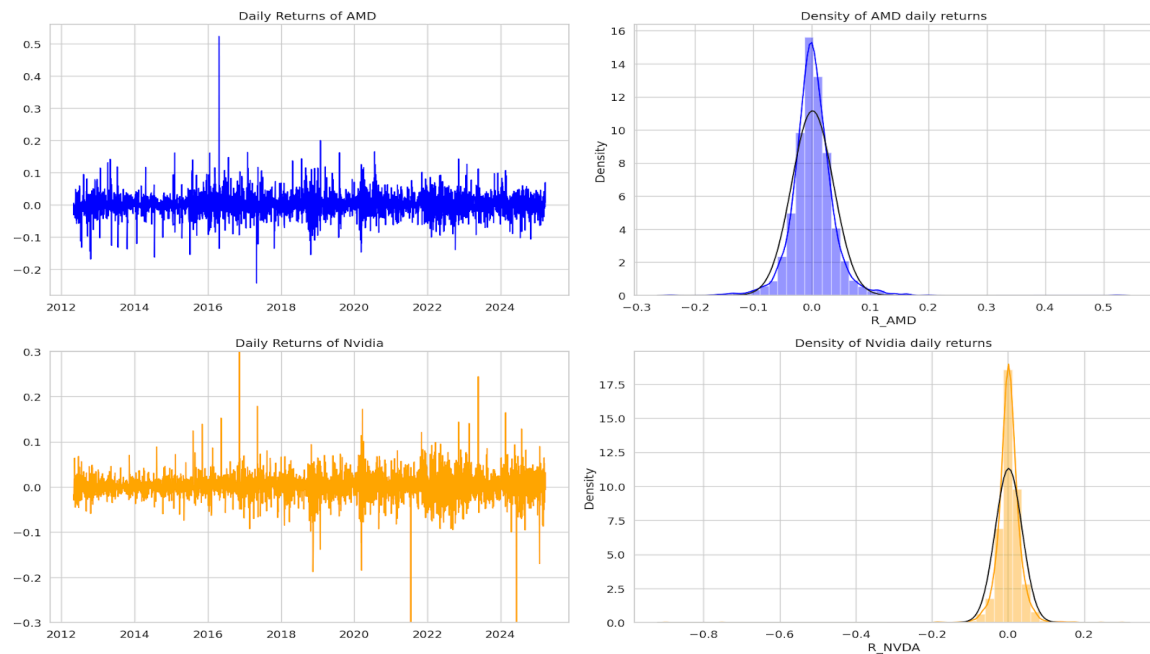 Daily Returns of AMD
0.5
0.4
0.3
0.2
0.1
0.0
−0.1
−0.2
2012 2014 2016 2018 2020 2022 2024
Density of AMD daily returns
Density
16
14
12
10
8
6
4
2
0
−0.3 −0.2 −0.1 0.0 0.1 0.2 0.3 0.4 0.5
R_AMD
Daily Returns of Nvidia
0.3
0.2
0.1
0.0
−0.1
−0.2
−0.3
2012 2014 2016 2018 2020 2022 2024
Density of Nvidia daily returns
Density
17.5
15.0
12.5
10.0
7.5
5.0
2.5
0.0
−0.8 −0.6 −0.4 −0.2 0.0 0.2
R_NVDA